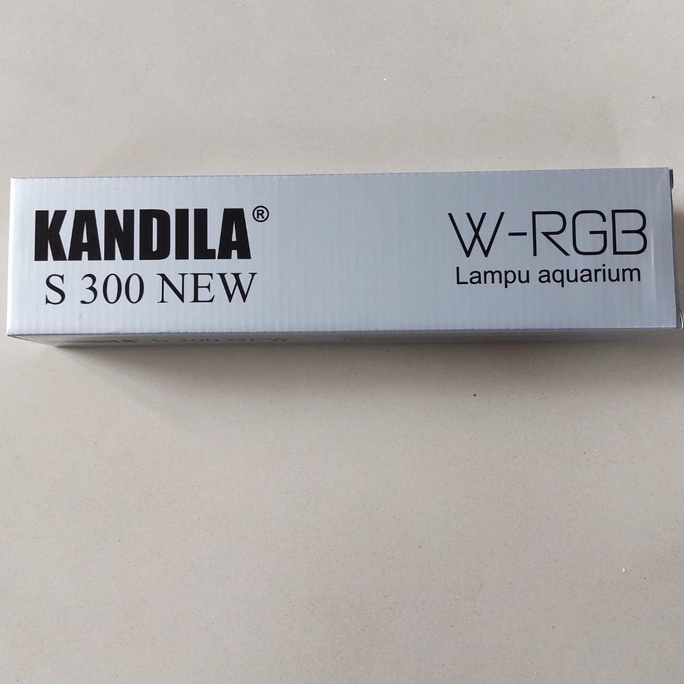 KANDILA®
S 300 NEW
W-RGB
Lampu aquarium